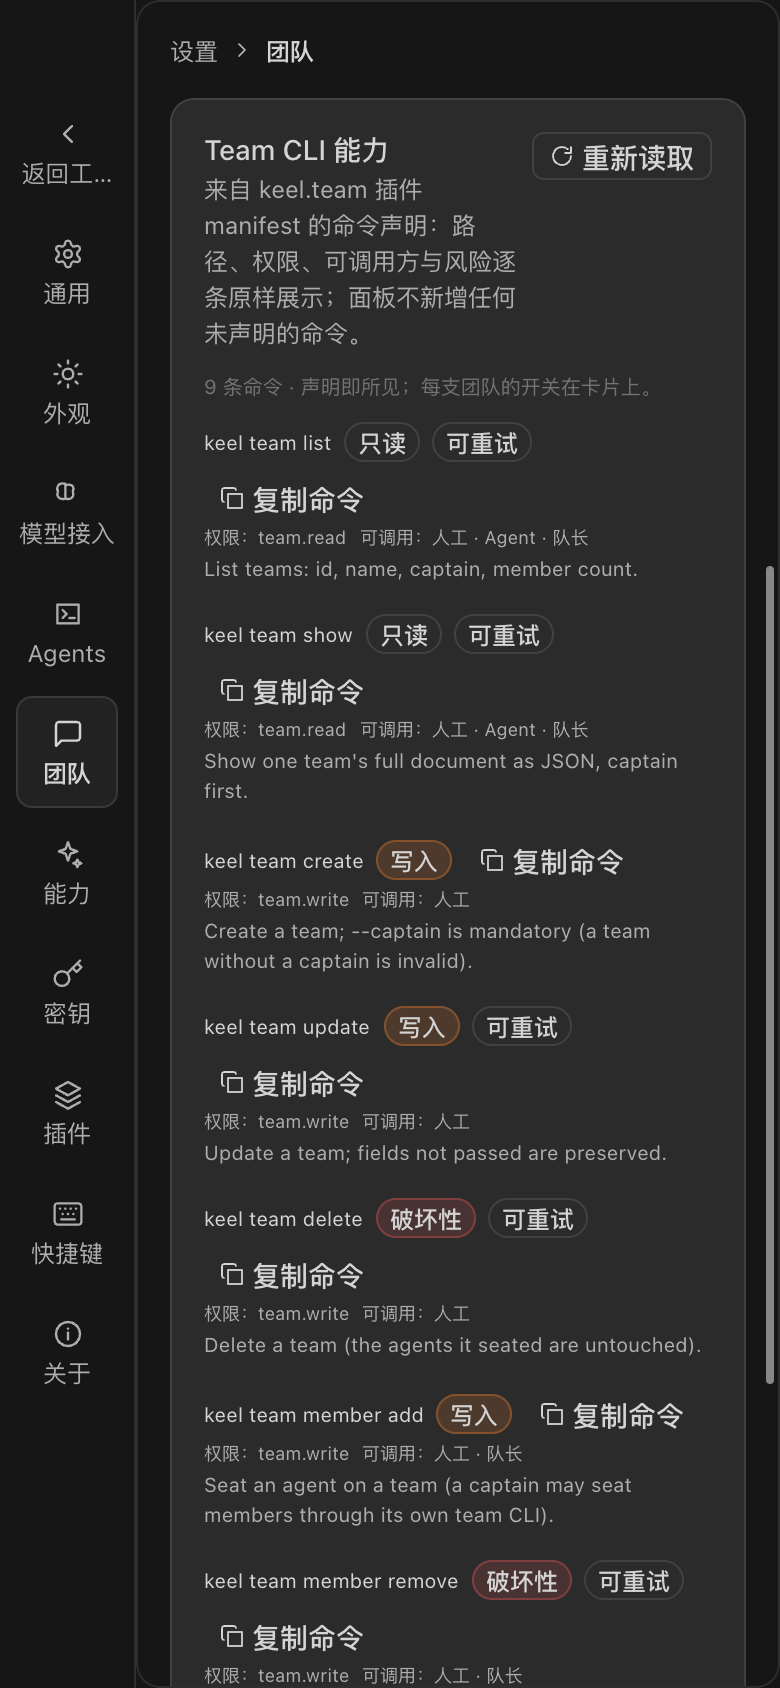 设置 > 团队
返回工...
通用
外观
模型接入
Agents
团队
能力
密钥
插件
快捷键
关于
Team CLI 能力
重新读取
来自 keel.team 插件
manifest 的命令声明：路
径、权限、可调用方与风险逐
条原样展示；面板不新增任何
未声明的命令。
9 条命令 · 声明即所见；每支团队的开关在卡片上。
keel team list 只读 可重试
复制命令
权限：team.read 可调用：人工 · Agent · 队长
List teams: id, name, captain, member count.
keel team show 只读 可重试
复制命令
权限：team.read 可调用：人工 · Agent · 队长
Show one team's full document as JSON, captain
first.
keel team create 写入 复制命令
权限：team.write 可调用：人工
Create a team; --captain is mandatory (a team
without a captain is invalid).
keel team update 写入 可重试
复制命令
权限：team.write 可调用：人工
Update a team; fields not passed are preserved.
keel team delete 破坏性 可重试
复制命令
权限：team.write 可调用：人工
Delete a team (the agents it seated are untouched).
keel team member add 写入 复制命令
权限：team.write 可调用：人工 · 队长
Seat an agent on a team (a captain may seat
members through its own team CLI).
keel team member remove 破坏性 可重试
复制命令
权限：team.write 可调用：人工 · 队长